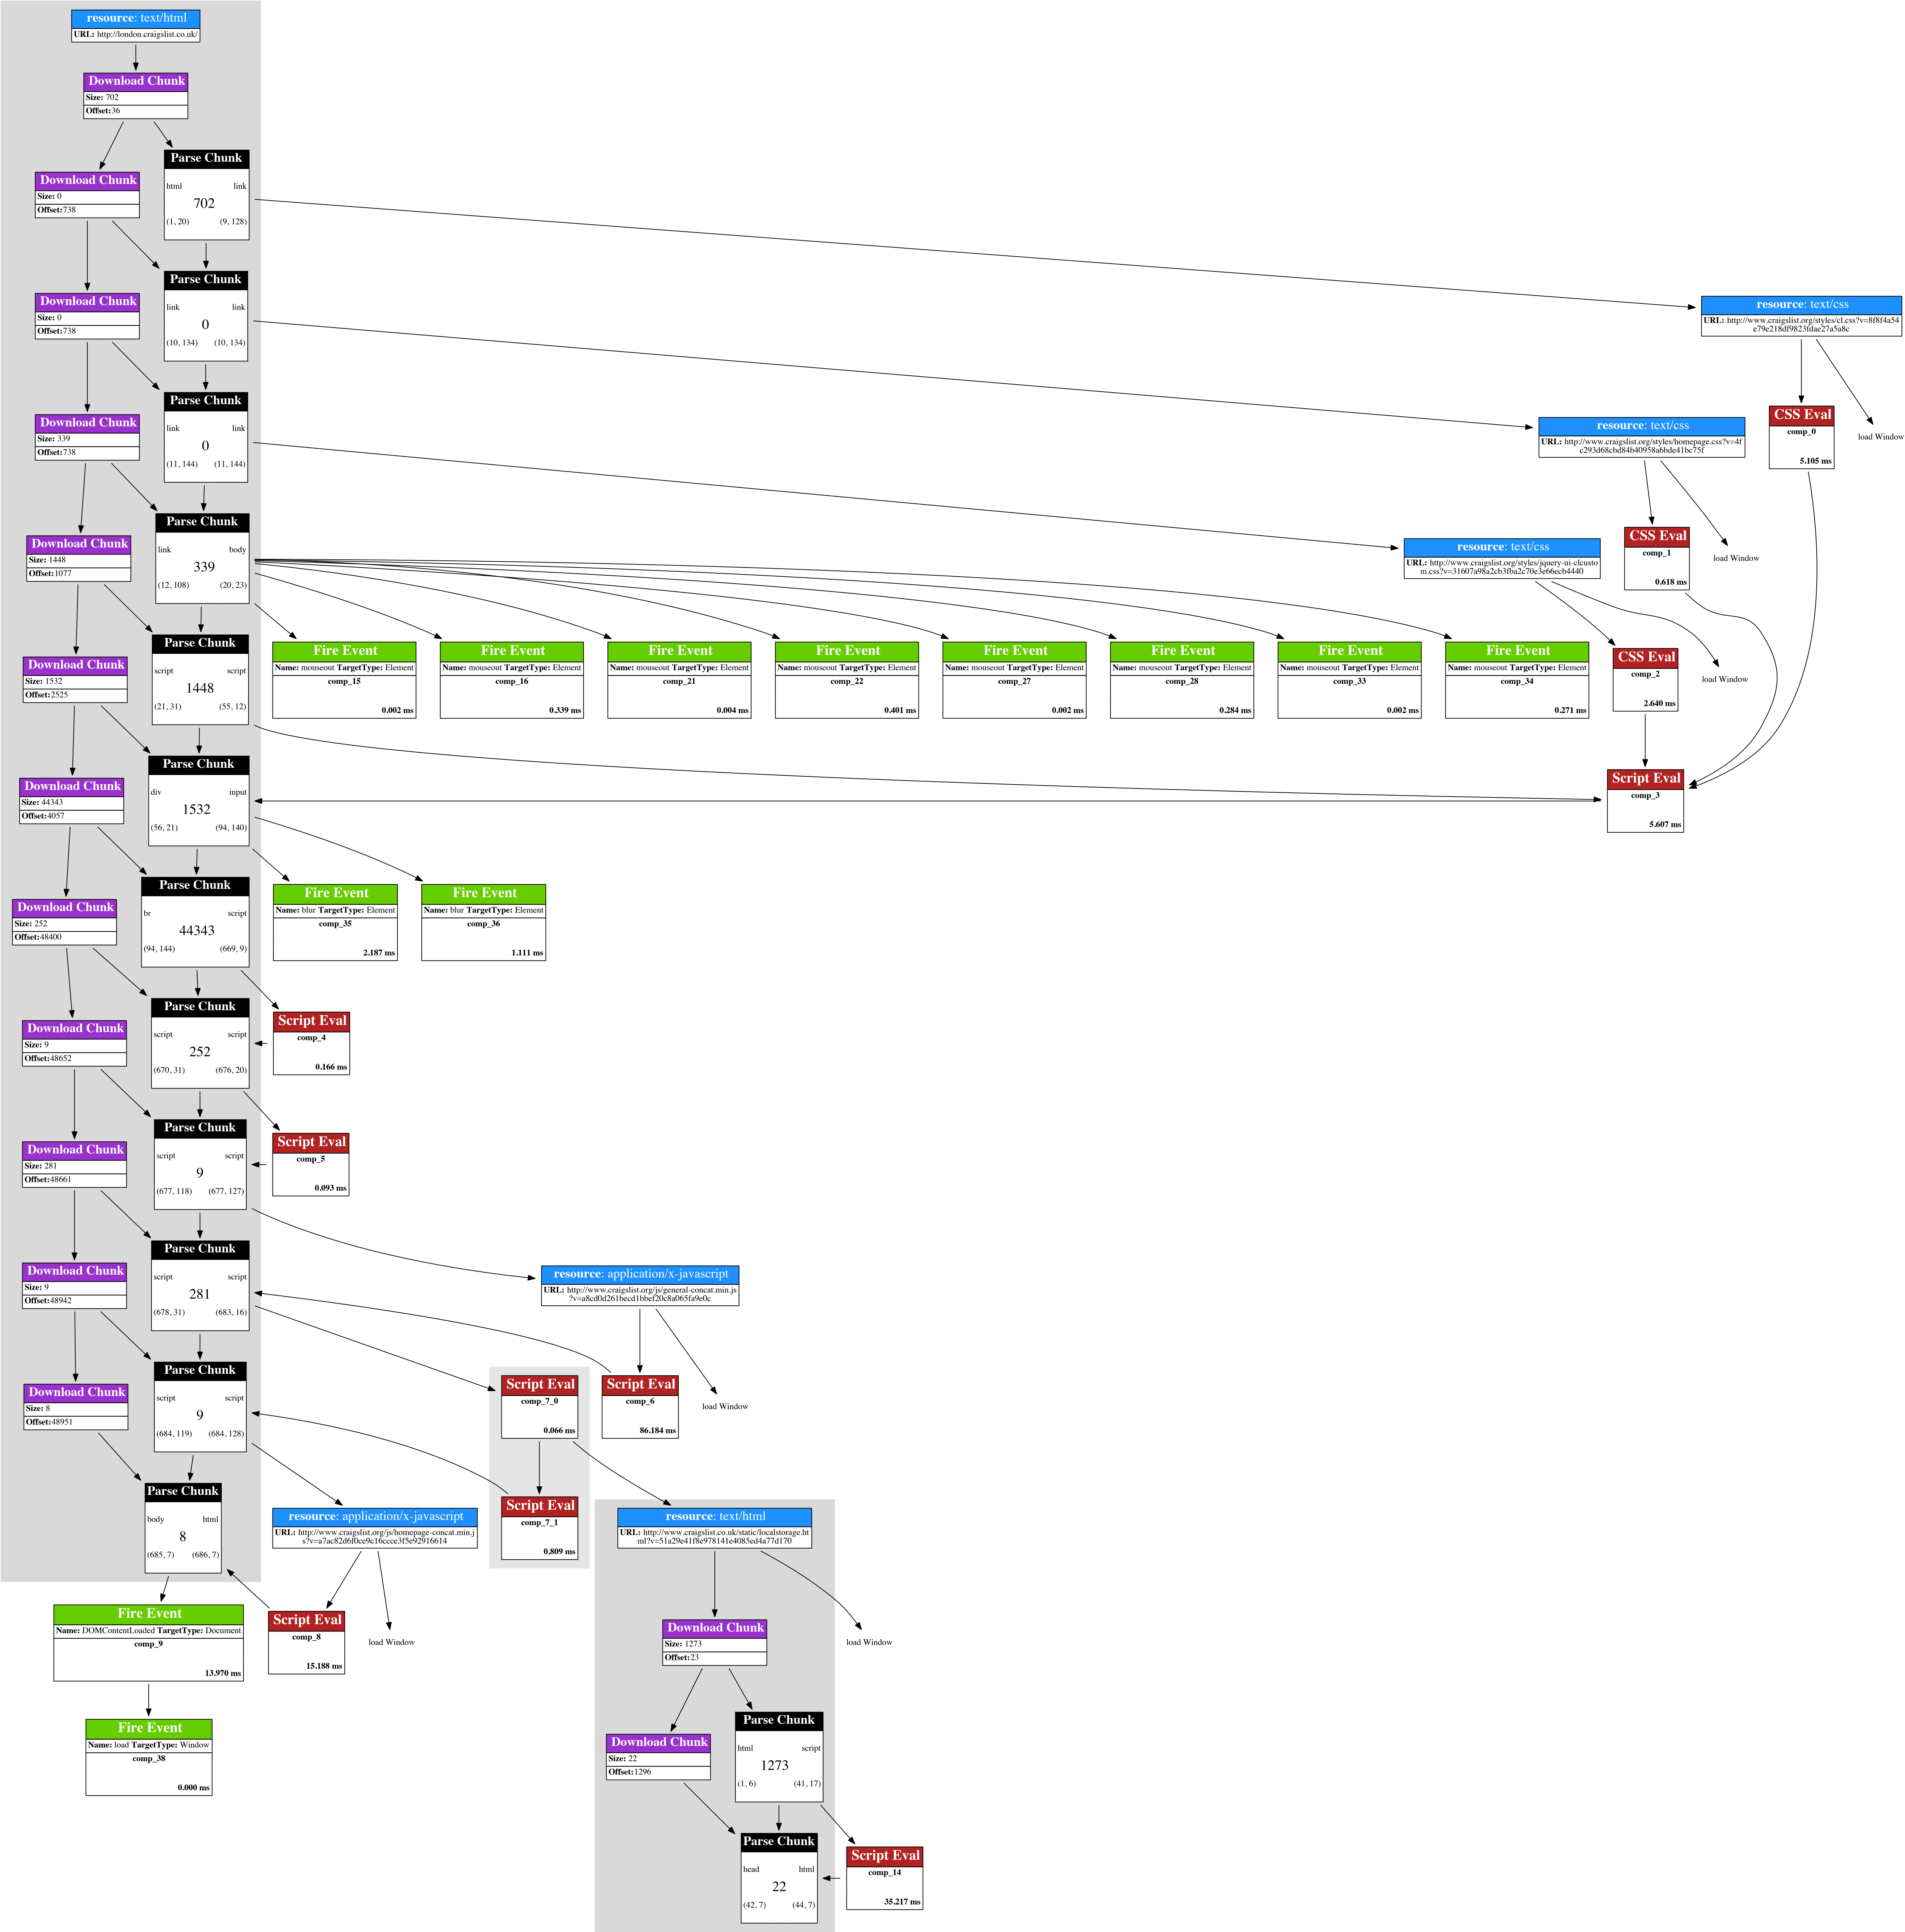 resource: text/html
URL: http://london.craigslist.co.uk/
Download Chunk
Size: 702
Offset:36
Parse Chunk
html link
702
(1, 20) (9, 128)
Download Chunk
Size: 0
Offset:738
Parse Chunk
link link
0
(10, 134) (10, 134)
Download Chunk
Size: 0
Offset:738
resource: text/css
URL: http://www.craigslist.org/styles/cl.css?v=8f8f4a54
e79e218df9823fdae27a5a8c
Parse Chunk
link link
0
(11, 144) (11, 144)
Download Chunk
Size: 339
Offset:738
resource: text/css
URL: http://www.craigslist.org/styles/homepage.css?v=4f
c293d68cbd84b40958a6bde41bc75f
CSS Eval
comp_0
5.105 ms
load Window
Parse Chunk
link body
339
(12, 108) (20, 23)
Download Chunk
Size: 1448
Offset:1077
resource: text/css
URL: http://www.craigslist.org/styles/jquery-ui-clcusto
m.css?v=31607a98a2cb3fba2c70e3e66ecb4440
CSS Eval
comp_1
0.618 ms
load Window
Parse Chunk
script script
1448
(21, 31) (55, 12)
Download Chunk
Size: 1532
Offset:2525
Fire Event
Name: mouseout TargetType: Element
comp_15
0.002 ms
Fire Event
Name: mouseout TargetType: Element
comp_16
0.339 ms
Fire Event
Name: mouseout TargetType: Element
comp_21
0.004 ms
Fire Event
Name: mouseout TargetType: Element
comp_22
0.401 ms
Fire Event
Name: mouseout TargetType: Element
comp_27
0.002 ms
Fire Event
Name: mouseout TargetType: Element
comp_28
0.284 ms
Fire Event
Name: mouseout TargetType: Element
comp_33
0.002 ms
Fire Event
Name: mouseout TargetType: Element
comp_34
0.271 ms
CSS Eval
comp_2
2.640 ms
load Window
Parse Chunk
div input
1532
(56, 21) (94, 140)
Download Chunk
Size: 44343
Offset:4057
Script Eval
comp_3
5.607 ms
Parse Chunk
br script
44343
(94, 144) (669, 9)
Download Chunk
Size: 252
Offset:48400
Fire Event
Name: blur TargetType: Element
comp_35
2.187 ms
Fire Event
Name: blur TargetType: Element
comp_36
1.111 ms
Parse Chunk
script script
252
(670, 31) (676, 20)
Download Chunk
Size: 9
Offset:48652
Script Eval
comp_4
0.166 ms
Parse Chunk
script script
9
(677, 118) (677, 127)
Download Chunk
Size: 281
Offset:48661
Script Eval
comp_5
0.093 ms
Parse Chunk
script script
281
(678, 31) (683, 16)
Download Chunk
Size: 9
Offset:48942
resource: application/x-javascript
URL: http://www.craigslist.org/js/general-concat.min.js
?v=a8cd0d261becd1bbef20c8a065fa9e0c
Parse Chunk
script script
9
(684, 119) (684, 128)
Download Chunk
Size: 8
Offset:48951
Script Eval
comp_7_0
0.066 ms
Script Eval
comp_6
86.184 ms
load Window
Parse Chunk
body html
8
(685, 7) (686, 7)
resource: application/x-javascript
URL: http://www.craigslist.org/js/homepage-concat.min.j
s?v=a7ac82d6f0ce9c16ccce3f5e92916614
Script Eval
comp_7_1
0.809 ms
resource: text/html
URL: http://www.craigslist.co.uk/static/localstorage.ht
ml?v=51a29e41f8e978141e4085ed4a77d170
Fire Event
Name: DOMContentLoaded TargetType: Document
comp_9
13.970 ms
Script Eval
comp_8
15.188 ms
load Window
Download Chunk
Size: 1273
Offset:23
load Window
Fire Event
Name: load TargetType: Window
comp_38
0.000 ms
Download Chunk
Size: 22
Offset:1296
Parse Chunk
html script
1273
(1, 6) (41, 17)
Parse Chunk
head html
22
(42, 7) (44, 7)
Script Eval
comp_14
35.217 ms